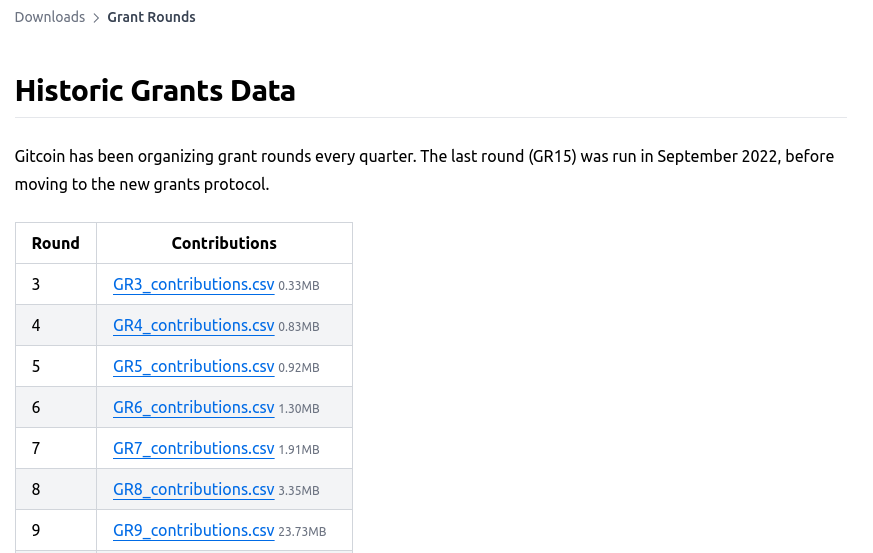 Downloads > Grant Rounds
Historic Grants Data
Gitcoin has been organizing grant rounds every quarter. The last round (GR15) was run in September 2022, before
moving to the new grants protocol.
Round Contributions
3 GR3_contributions.csv 0.33MB
4 GR4_contributions.csv 0.83MB
5 GR5_contributions.csv 0.92MB
6 GR6_contributions.csv 1.30MB
7 GR7_contributions.csv 1.91MB
8 GR8_contributions.csv 3.35MB
9 GR9_contributions.csv 23.73MB